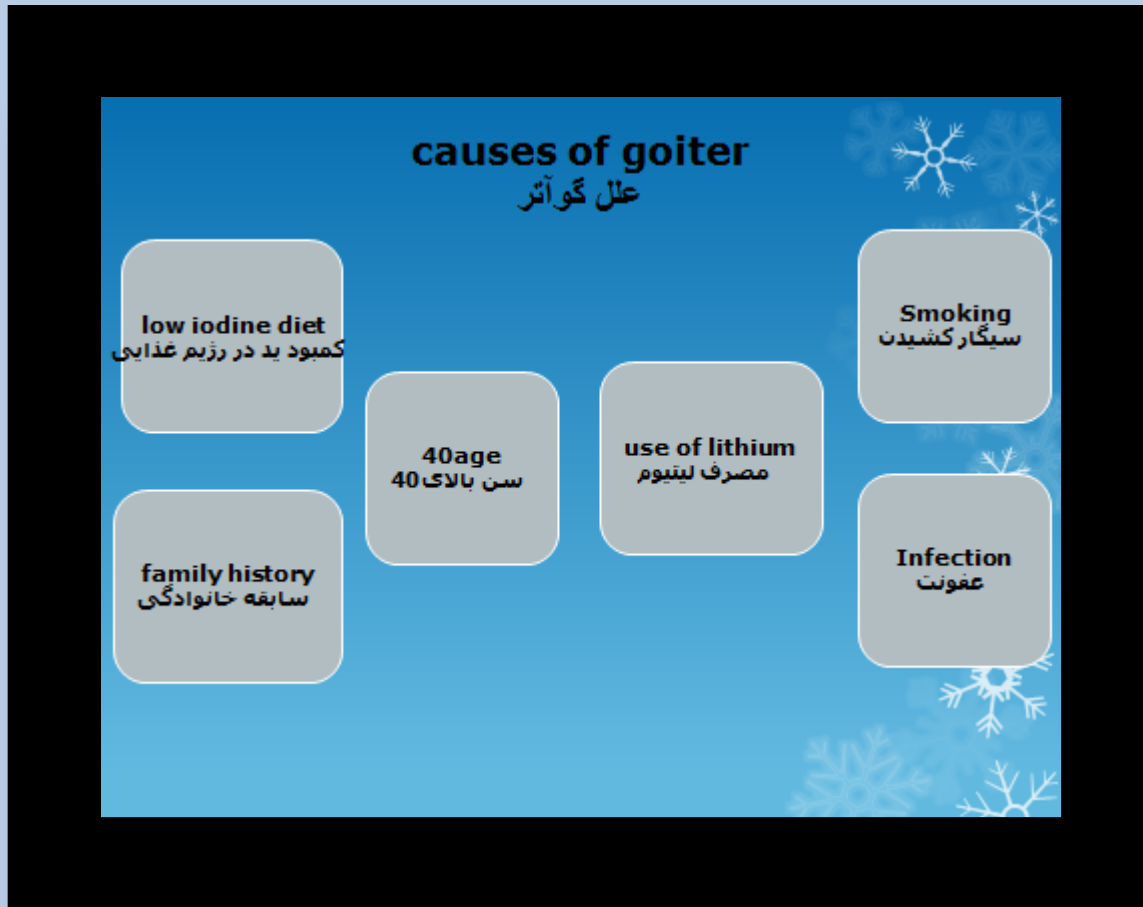 causes of goiter
علل گوآتر
low iodine diet
کمبود ید در رژیم غذایی
family history
سابقه خانوادگی
40age
سن بالای40
use of lithium
مصرف لیتیوم
Smoking
سیگار کشیدن
Infection
عفونت